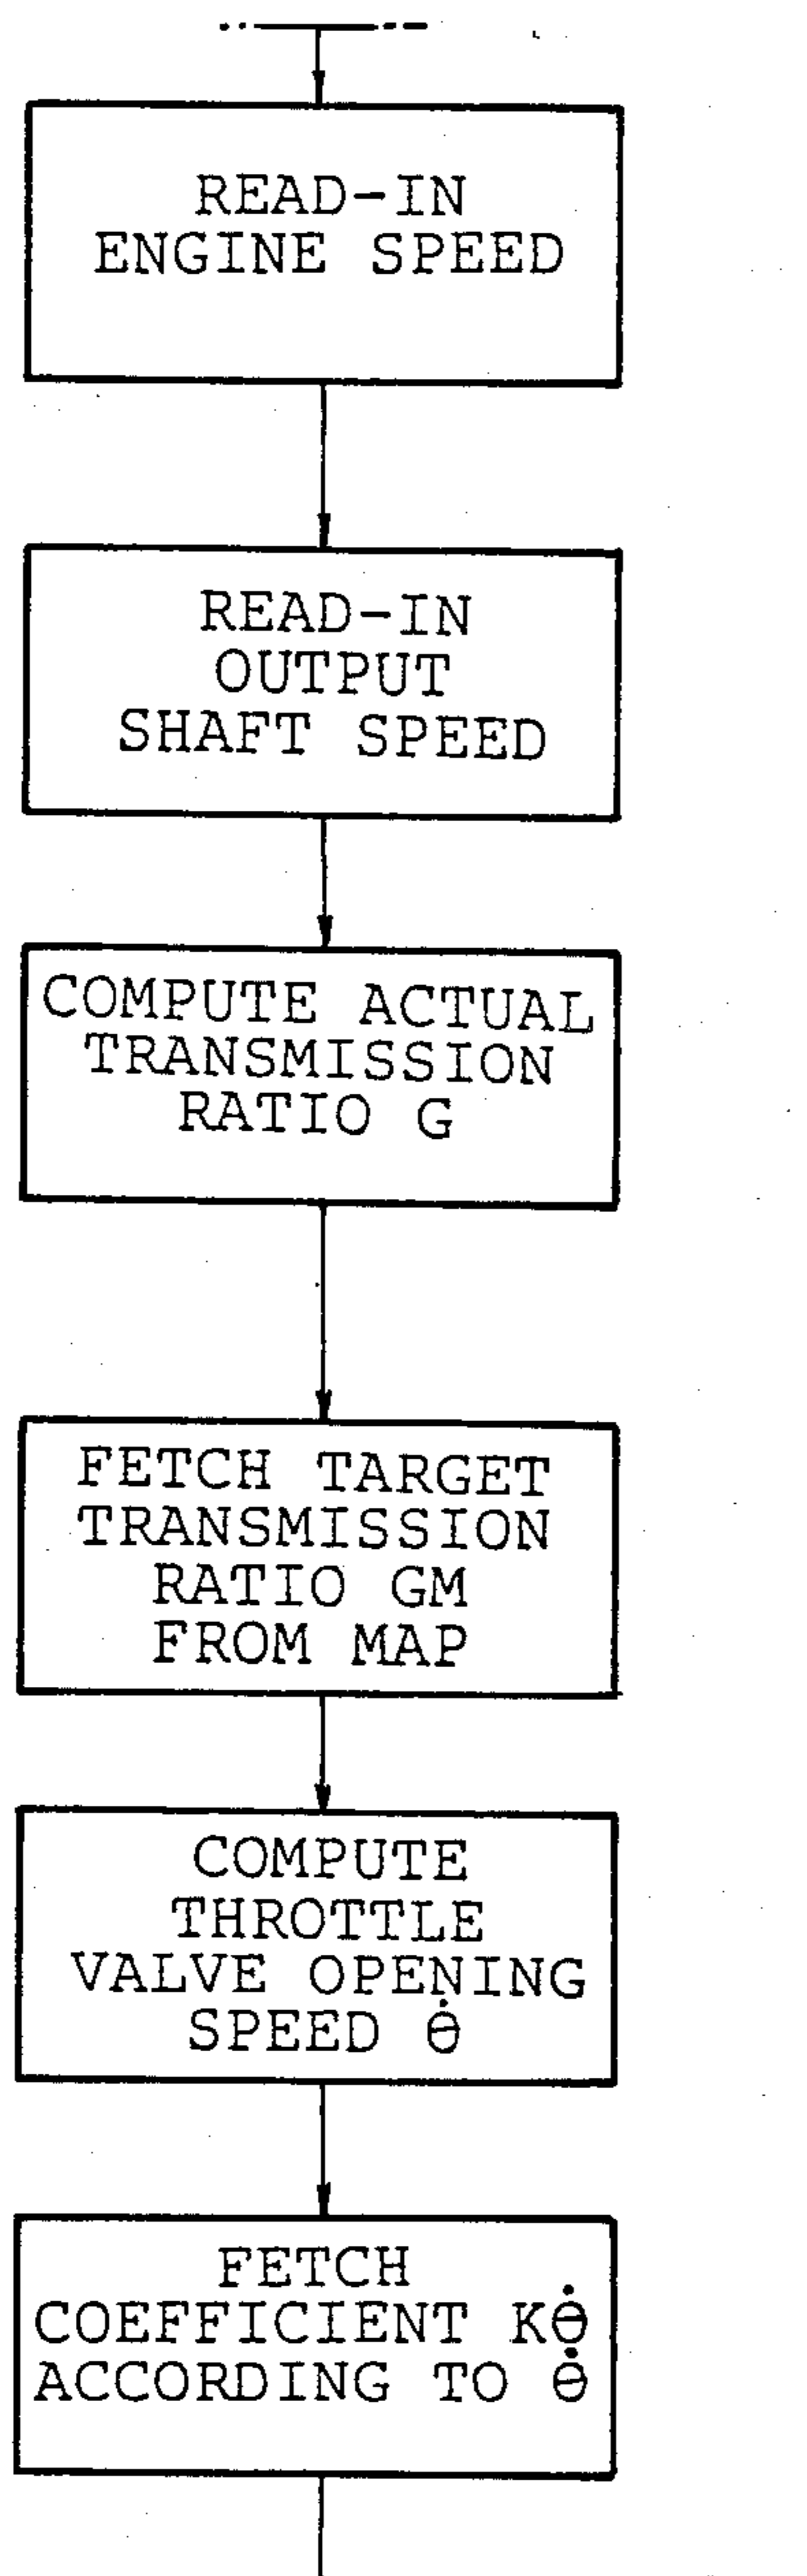 READ-IN
ENGINE SPEED
READ-IN
OUTPUT
SHAFT SPEED
COMPUTE ACTUAL
TRANSMISSION
RATIO G
FETCH TARGET
TRANSMISSION
RATIO GM
FROM MAP
COMPUTE
THROTTLE
VALVE OPENING
SPEED θ̇
FETCH
COEFFICIENT Kθ̇
ACCORDING TO θ̇